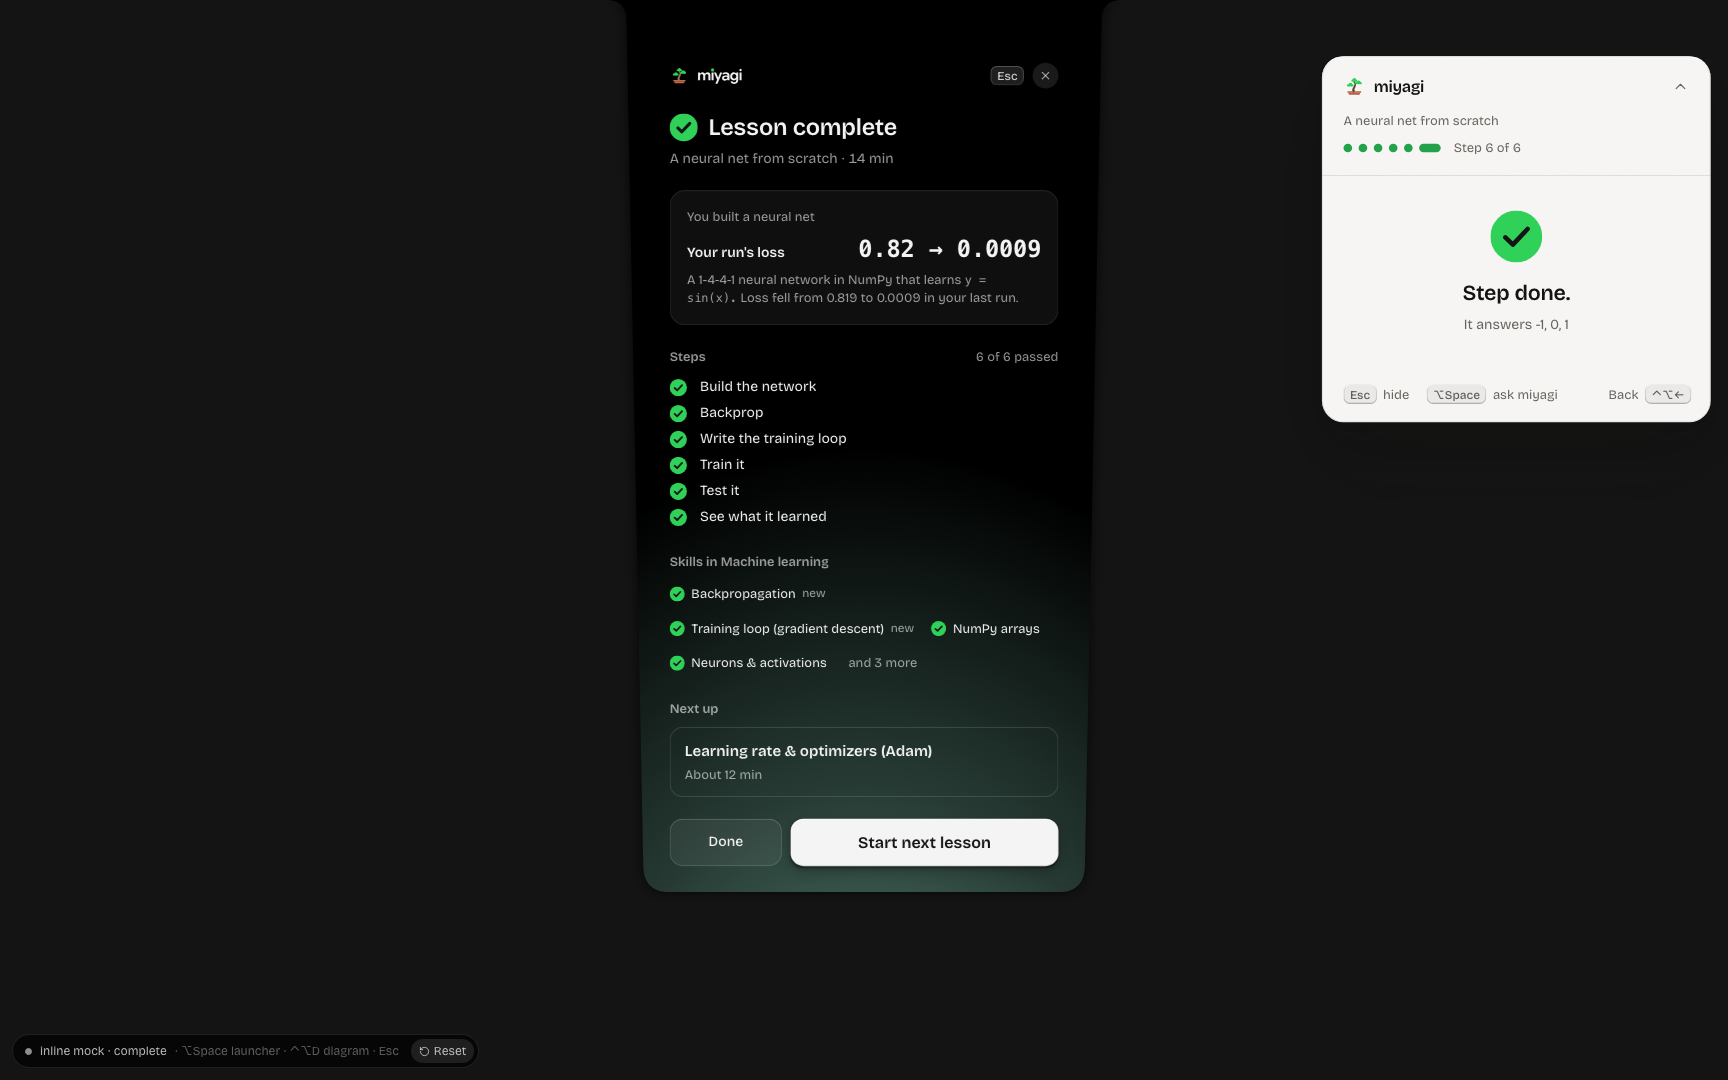 miyagi
Esc
Lesson complete
A neural net from scratch · 14 min
You built a neural net
Your run's loss 0.82 → 0.0009
A 1-4-4-1 neural network in NumPy that learns y =
sin(x). Loss fell from 0.819 to 0.0009 in your last run.
Steps 6 of 6 passed
Build the network
Backprop
Write the training loop
Train it
Test it
See what it learned
Skills in Machine learning
Backpropagation new
Training loop (gradient descent) new NumPy arrays
Neurons & activations and 3 more
Next up
Learning rate & optimizers (Adam)
About 12 min
Done Start next lesson
miyagi
A neural net from scratch
Step 6 of 6
Step done.
It answers -1, 0, 1
Esc hide ⌥Space ask miyagi Back ^⌥←
inline mock · complete · ⌥Space launcher · ^⌥D diagram · Esc Reset